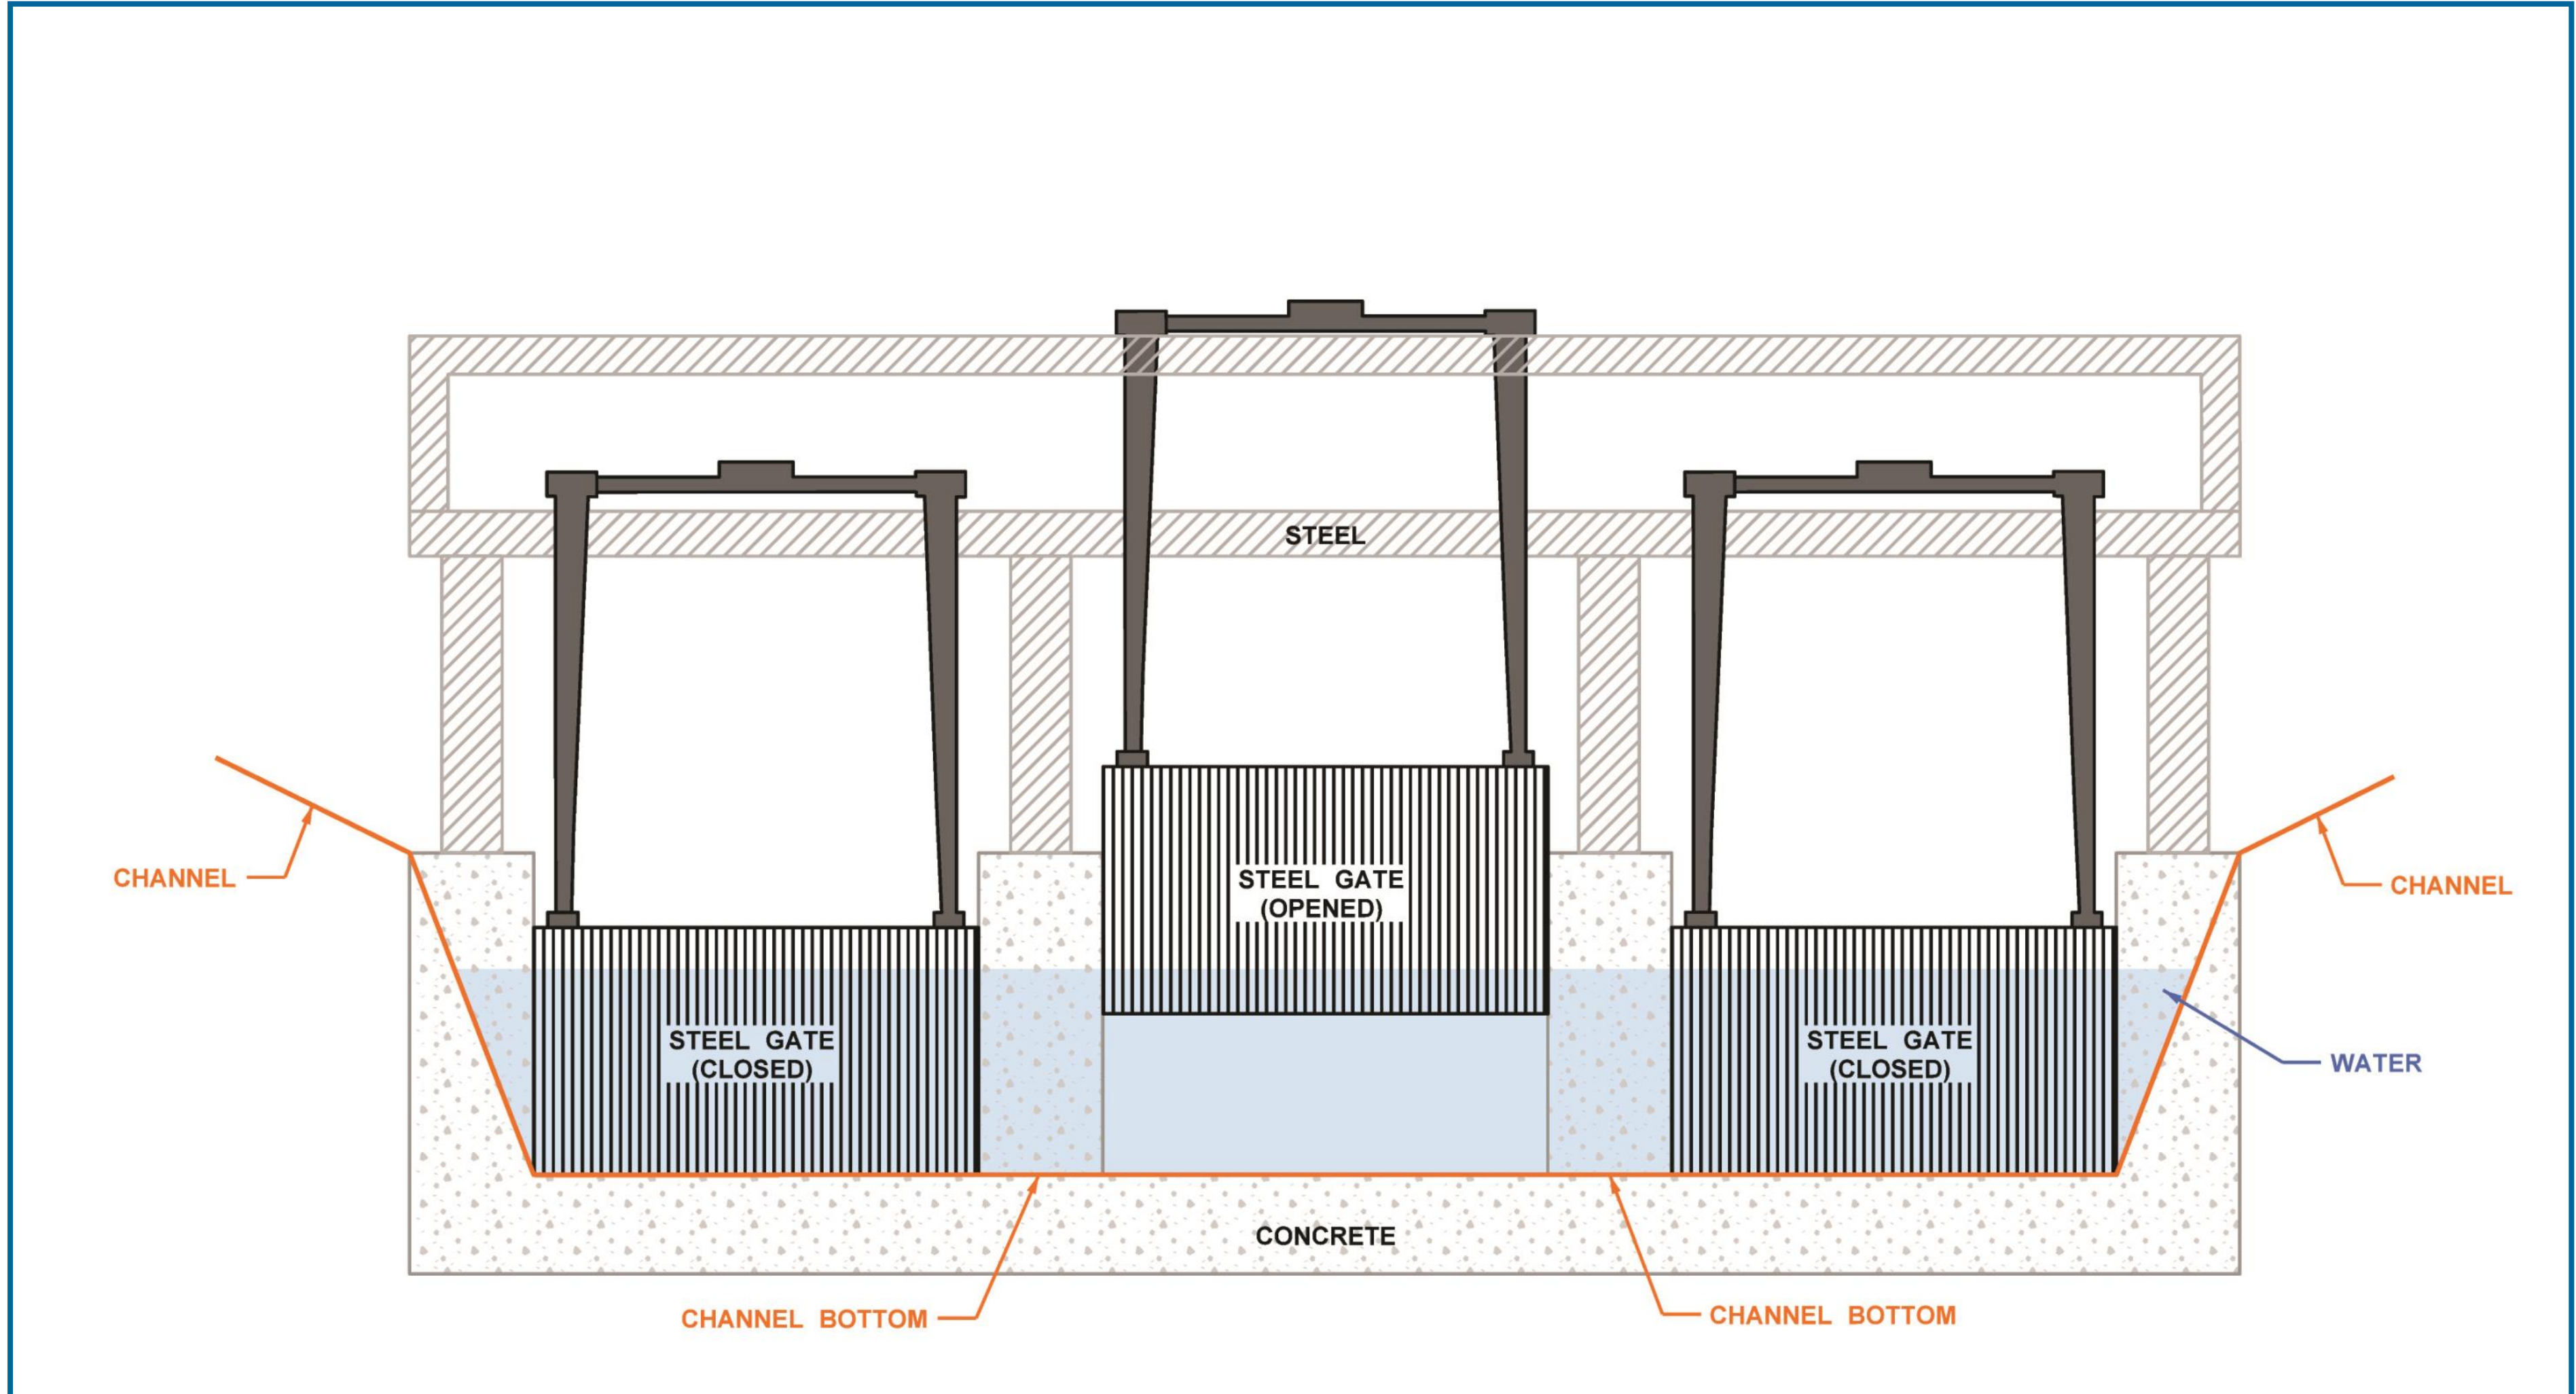 STEEL
CHANNEL
STEEL GATE
(OPENED)
CHANNEL
STEEL GATE
(CLOSED)
STEEL GATE
(CLOSED)
WATER
CONCRETE
CHANNEL BOTTOM
CHANNEL BOTTOM